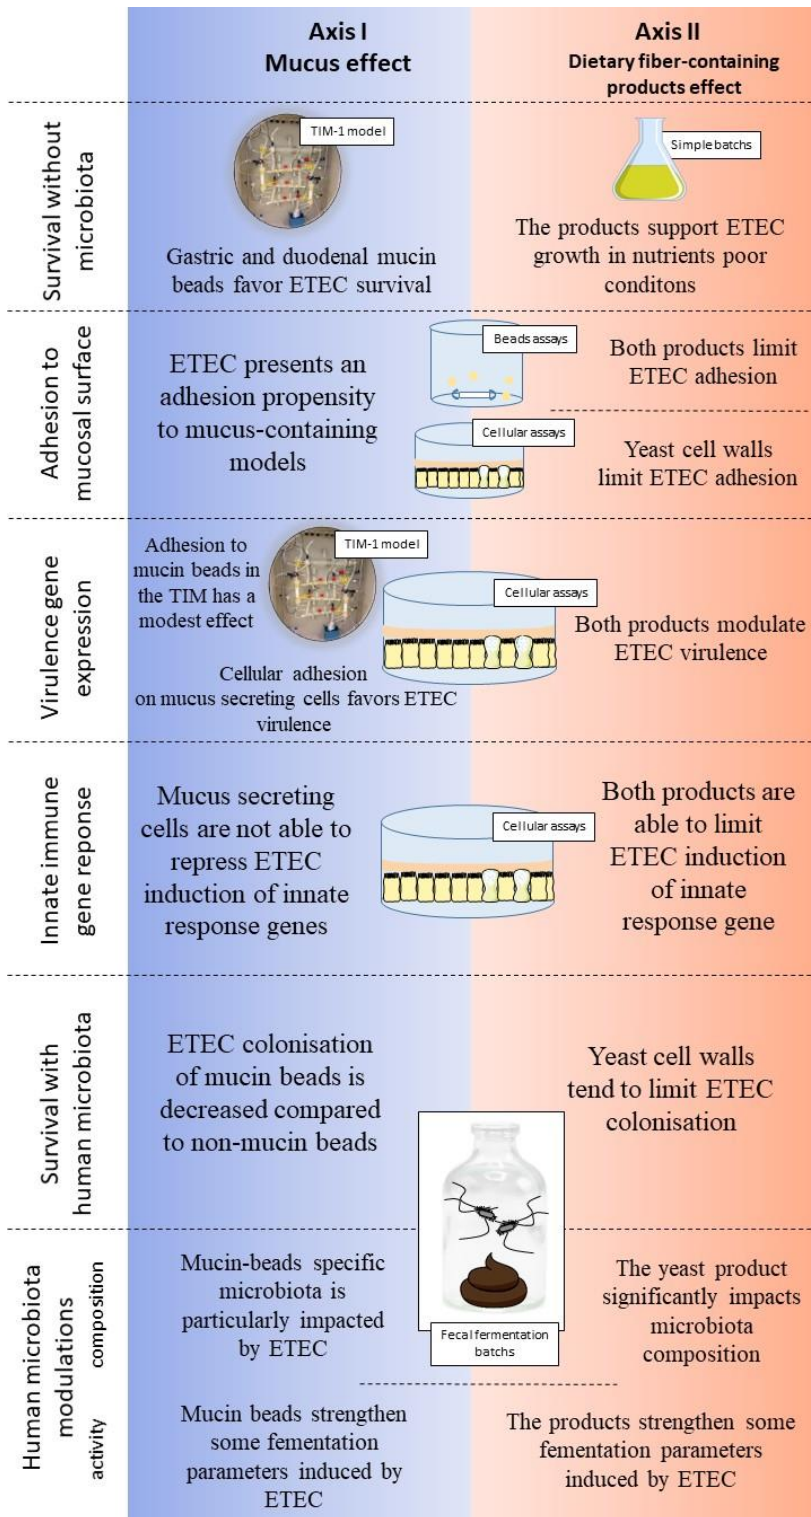 Axis I
Mucus effect
Axis II
Dietary fiber-containing
products effect
Survival without
microbiota
TIM-1 model
Gastric and duodenal mucin
beads favor ETEC survival
Simple batchs
The products support ETEC
growth in nutrients poor
conditons
Adhesion to
mucosal surface
ETEC presents an
adhesion propensity
to mucus-containing
models
Beads assays
Cellular assays
Both products limit
ETEC adhesion
Yeast cell walls
limit ETEC adhesion
Virulence gene
expression
Adhesion to
mucin beads in
the TIM has a
modest effect
TIM-1 model
Cellular adhesion
on mucus secreting cells favors ETEC
virulence
Cellular assays
Both products modulate
ETEC virulence
Innate immune
gene reponse
Mucus secreting
cells are not able to
repress ETEC
induction of innate
response genes
Cellular assays
Both products are
able to limit
ETEC induction
of innate
response gene
Survival with
human microbiota
ETEC colonisation
of mucin beads is
decreased compared
to non-mucin beads
Yeast cell walls
tend to limit ETEC
colonisation
Human microbiota
modulations
composition
Mucin-beads specific
microbiota is
particularly impacted
by ETEC
Fecal fermentation
batchs
The yeast product
significantly impacts
microbiota
composition
activity
Mucin beads strengthen
some fementation
parameters induced by
ETEC
The products strengthen some
fementation parameters
induced by ETEC